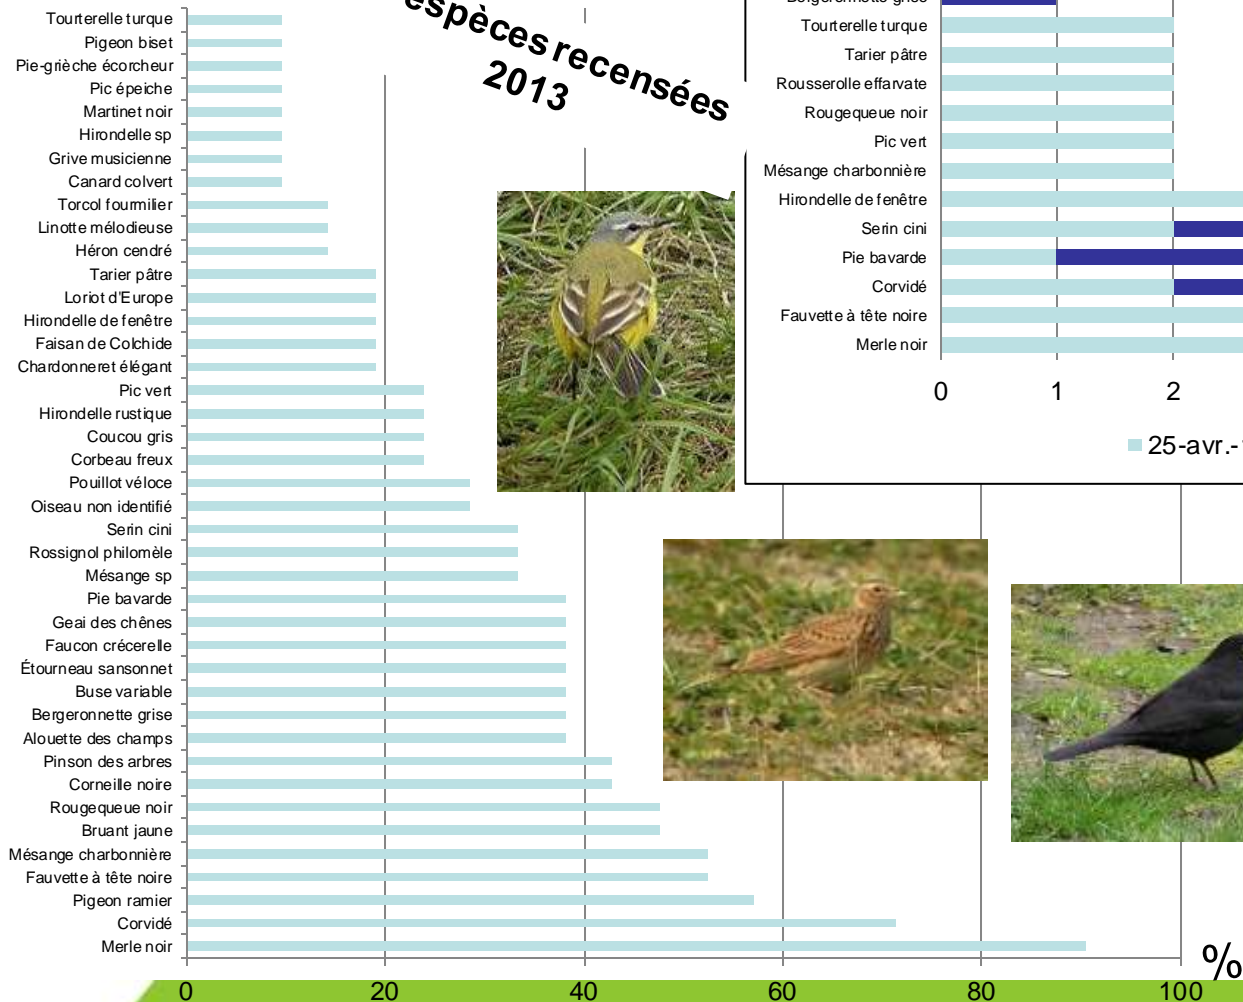 espèces recensées
2013
Tourterelle turque
Pigeon biset
Pie-grièche écorcheur
Pic épeiche
Martinet noir
Hirondelle sp
Grive musicienne
Canard colvert
Torcol fourmilier
Linotte mélodieuse
Héron cendré
Tarier pâtre
Loriot d'Europe
Hirondelle de fenêtre
Faisan de Colchide
Chardonneret élégant
Pic vert
Hirondelle rustique
Coucou gris
Corbeau freux
Pouillot véloce
Oiseau non identifié
Serin cini
Rossignol philomèle
Mésange sp
Pie bavarde
Geai des chênes
Faucon crécerelle
Étourneau sansonnet
Buse variable
Bergeronnette grise
Alouette des champs
Pinson des arbres
Corneille noire
Rougequeue noir
Bruant jaune
Mésange charbonnière
Fauvette à tête noire
Pigeon ramier
Corvidé
Merle noir
0 20 40 60 80 100 %
Bergeronnette grise
Tourterelle turque
Tarier pâtre
Rousserolle effarvate
Rougequeue noir
Pic vert
Mésange charbonnière
Hirondelle de fenêtre
Serin cini
Pie bavarde
Corvidé
Fauvette à tête noire
Merle noir
0 1 2
25-avr.-